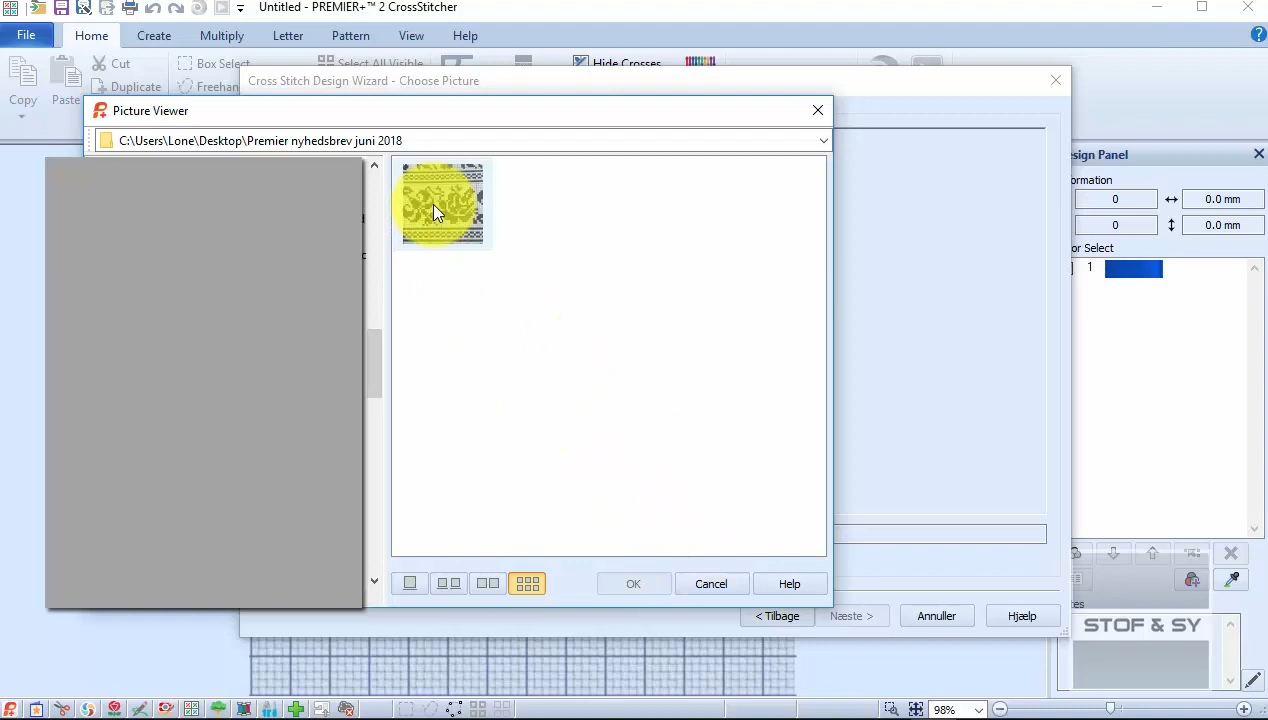 Untitled - PREMIER+™ 2 CrossStitcher
File Home Create Multiply Letter Pattern View Help
Copy
Paste
Cut
Duplicate
Box Select
Freehan
Select All Visible
Hide Crosses
Cross Stitch Design Wizard - Choose Picture
Picture Viewer
C:\Users\Lone\Desktop\Premier nyhedsbrev juni 2018
esign Panel
ormation
0 0.0 mm
0 0.0 mm
or Select
1
OK Cancel Help
< Tilbage Næste > Annuller Hjælp
STOF & SY
98%